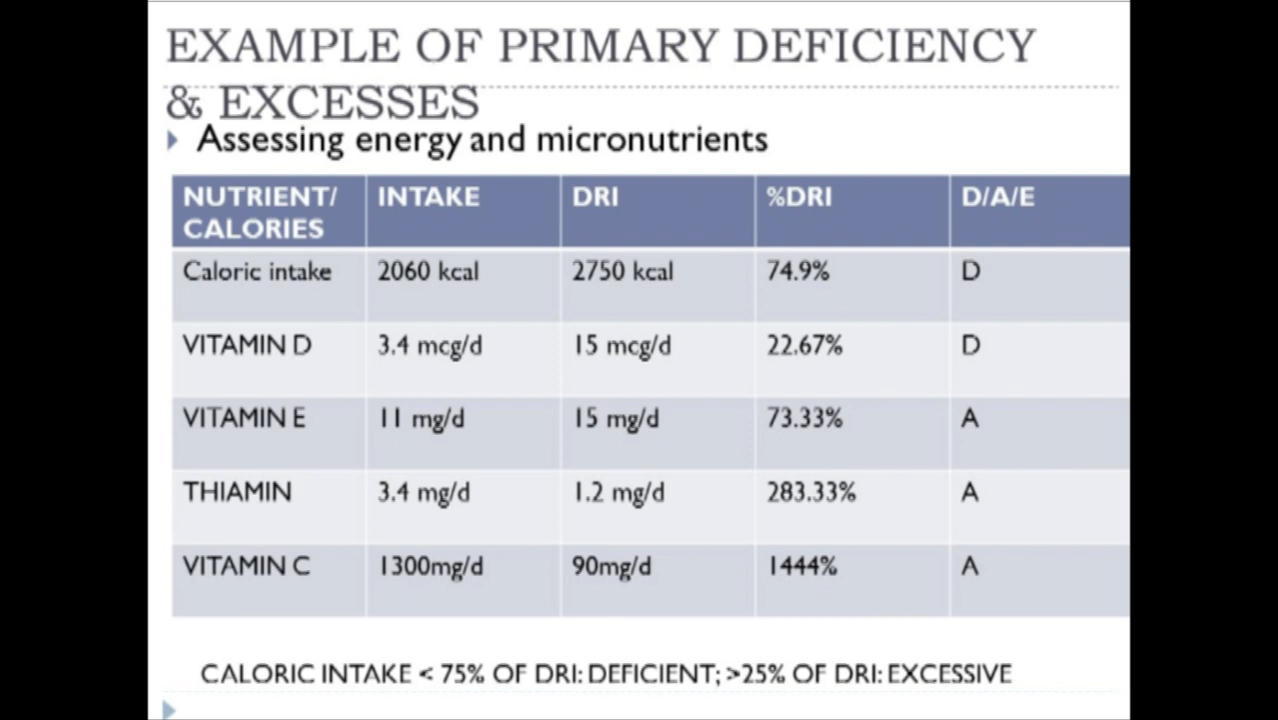 EXAMPLE OF PRIMARY DEFICIENCY
& EXCESSES
Assessing energy and micronutrients
NUTRIENT/ CALORIES INTAKE DRI %DRI D/A/E
Caloric intake 2060 kcal 2750 kcal 74.9% D
VITAMIN D 3.4 mcg/d 15 mcg/d 22.67% D
VITAMIN E 11 mg/d 15 mg/d 73.33% A
THIAMIN 3.4 mg/d 1.2 mg/d 283.33% A
VITAMIN C 1300mg/d 90mg/d 1444% A
CALORIC INTAKE < 75% OF DRI: DEFICIENT; >25% OF DRI: EXCESSIVE